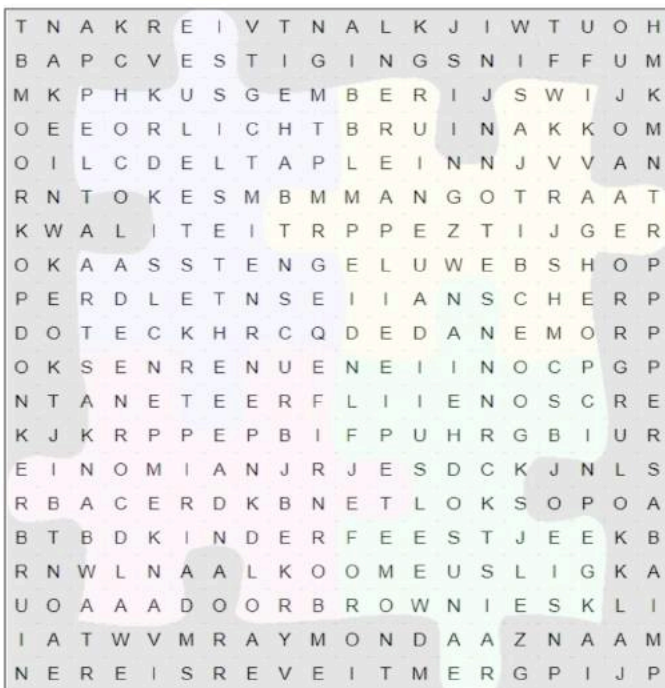 T N A K R E I V T N A L K J I W T U O H
B A P C V E S T I G I N G S N I F F U M
M K P H K U S G E M B E R I J S W I J K
O E E O R L I C H T B R U I N A K K O M
O I L C D E L T A P L E I N N J V V A N
R N T O K E S M B M M A N G O T R A A T
K W A L I T E I T R P P E Z T I J G E R
O K A A S S T E N G E L U W E B S H O P
P E R D L E T N S E I I A N S C H E R P
D O T E C K H R C Q D E D A N E M O R P
O K S E N R E N U E N E I I N O C P G P
N T A N E T E E R F L I I E N O S C R E
K J K R P P E P B I F P U H R G B I U R
E I N O M I A N J R J E S D C K J N L S
R B A C E R D K B N E T L O K S O P O A
B T B D K I N D E R F E E S T J E E K B
R N W L N A A L K O O M E U S L I G K A
U O A A A D O O R B R O W N I E S K L I
I A T W V M R A Y M O N D A A Z N A A M
N E R E I S R E V E I T M E R G P I J P